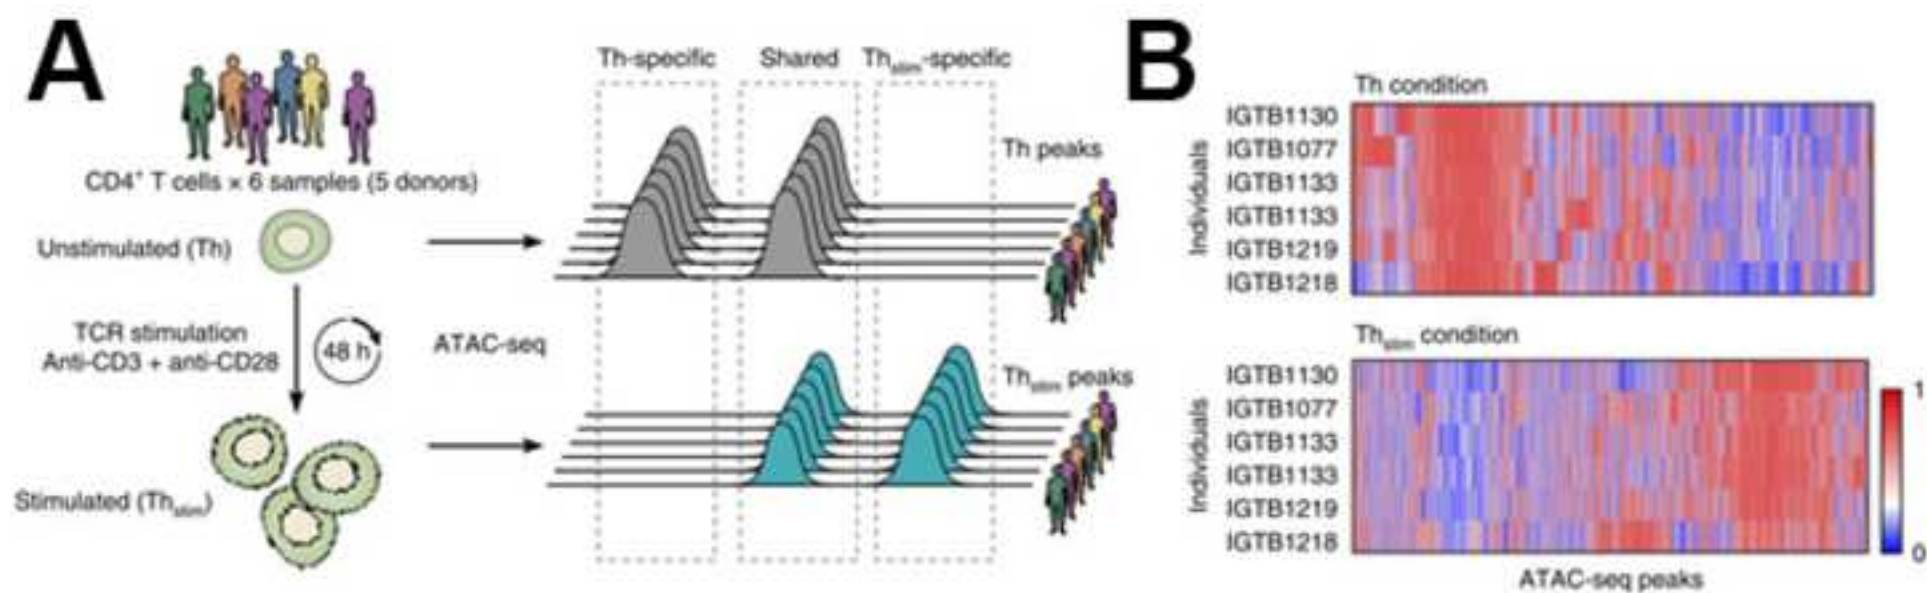 A
Th-specific
Shared
Thstim-specific
CD4+ T cells × 6 samples (5 donors)
Th peaks
Unstimulated (Th)
TCR stimulation
Anti-CD3 + anti-CD28
48 h
ATAC-seq
Thstim peaks
Stimulated (Thstim)
B
Th condition
Individuals
IGTB1130
IGTB1077
IGTB1133
IGTB1133
IGTB1219
IGTB1218
Thstim condition
Individuals
IGTB1130
IGTB1077
IGTB1133
IGTB1133
IGTB1219
IGTB1218
1
0
ATAC-seq peaks